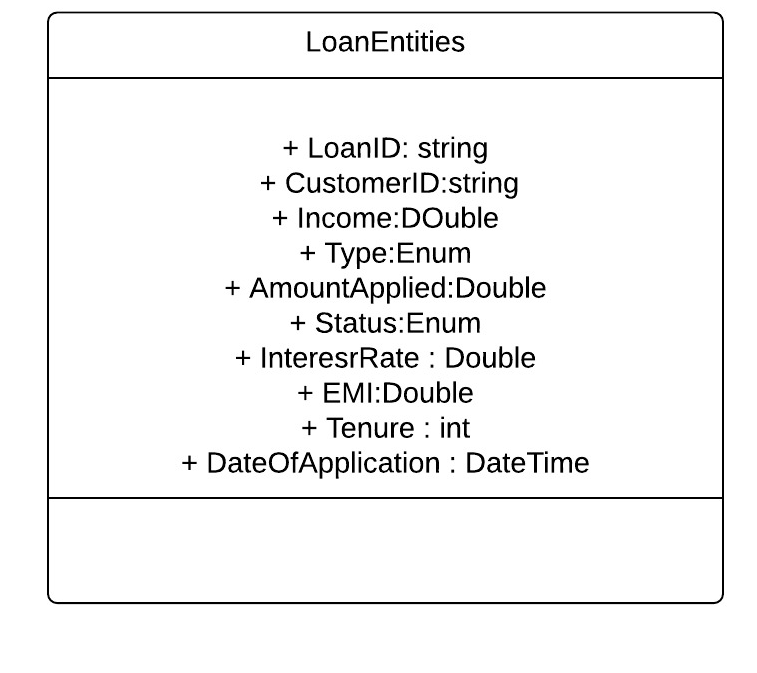 LoanEntities
+ LoanID: string
+ CustomerID:string
+ Income:DOuble
+ Type:Enum
+ AmountApplied:Double
+ Status:Enum
+ InteresrRate : Double
+ EMI:Double
+ Tenure : int
+ DateOfApplication : DateTime